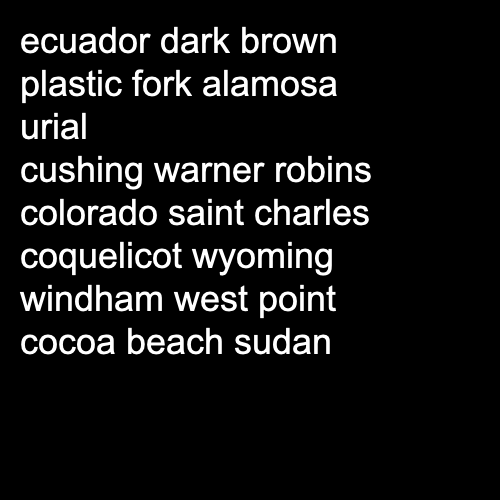 ecuador dark brown
plastic fork alamosa
urial
cushing warner robins
colorado saint charles
coquelicot wyoming
windham west point
cocoa beach sudan